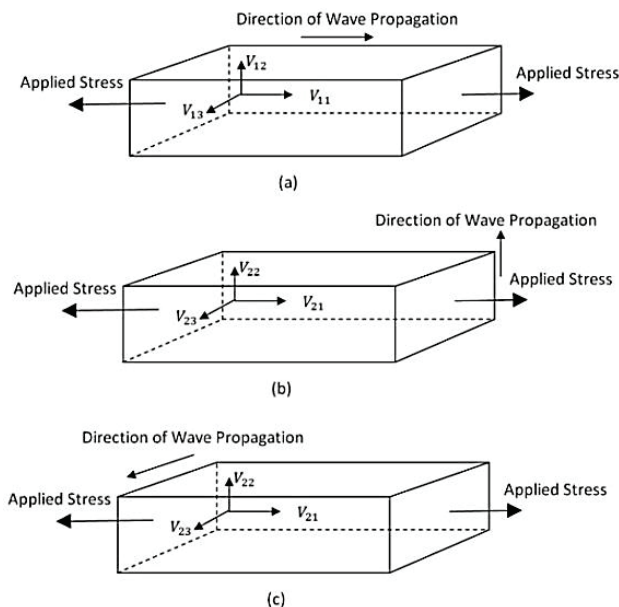 Direction of Wave Propagation
Applied Stress
Applied Stress
V₁₂
V₁₃
V₁₁
(a)
Direction of Wave Propagation
Applied Stress
Applied Stress
V₂₂
V₂₃
V₂₁
(b)
Direction of Wave Propagation
Applied Stress
Applied Stress
V₂₂
V₂₃
V₂₁
(c)